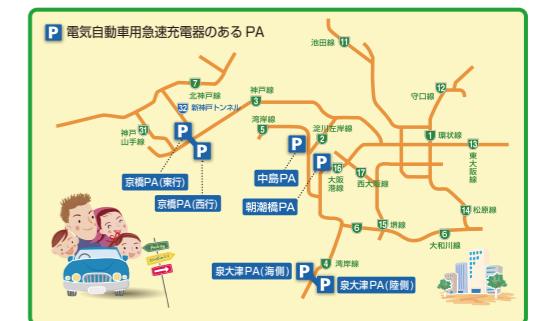 P 電気自動車用急速充電器のある PA
池田線 11
12
守口線
7
北神戸線
神戸線
3
32 新神戸トンネル
湾岸線
5
淀川左岸線
2
神戸
山手線
31
1 環状線
13
東大阪線
P
P
P
P
中島PA
16
大阪
港線
17
西大阪線
京橋PA(東行)
京橋PA(西行)
朝潮橋PA
14 松原線
15 堺線
6
6
大和川線
4 湾岸線
泉大津PA(海側)
P
P
泉大津PA(陸側)